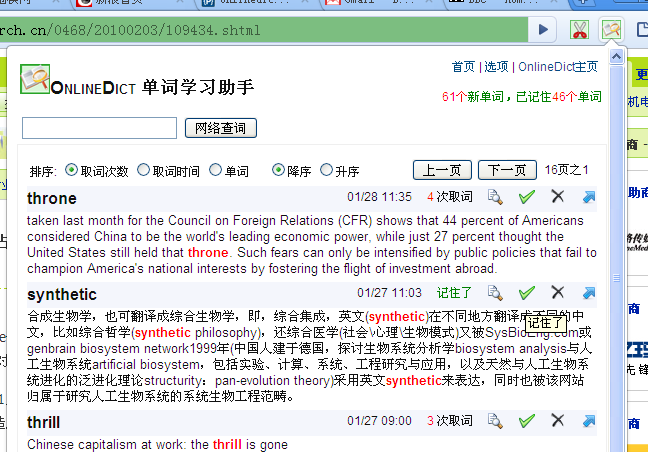 rch.cn/0468/20100203/109434.shtml
首页 | 选项 | OnlineDict主页
ONLINEDICT 单词学习助手
61个新单词，已记住46个单词
网络查词
排序: 取词次数 取词时间 单词 降序 升序 上一页 下一页 16页之1
throne 01/28 11:35 4 次取词
taken last month for the Council on Foreign Relations (CFR) shows that 44 percent of Americans
considered China to be the world's leading economic power, while just 27 percent thought the
United States still held that throne. Such fears can only be intensified by public policies that fail to
champion America's national interests by fostering the flight of investment abroad.
synthetic 01/27 11:03 记住了
合成生物学，也可翻译成综合生物学，即，综合集成，英文(synthetic)在不同地方翻译成不同的中
记住了
文，比如综合哲学(synthetic philosophy)，还综合医学(社会\心理\生物模式)又被SysBioEng.com或
genbrain biosystem network1999年(中国人建于德国，探讨生物系统分析学biosystem analysis与人
工生物系统artificial biosystem，包括实验、计算、系统、工程研究与应用，以及天然与人工生物系
统进化的泛进化理论structurity：pan-evolution theory)采用英文synthetic来表达，同时也被该网站
归属于研究人工生物系统的系统生物工程范畴。
thrill 01/27 09:00 3 次取词
Chinese capitalism at work: the thrill is gone